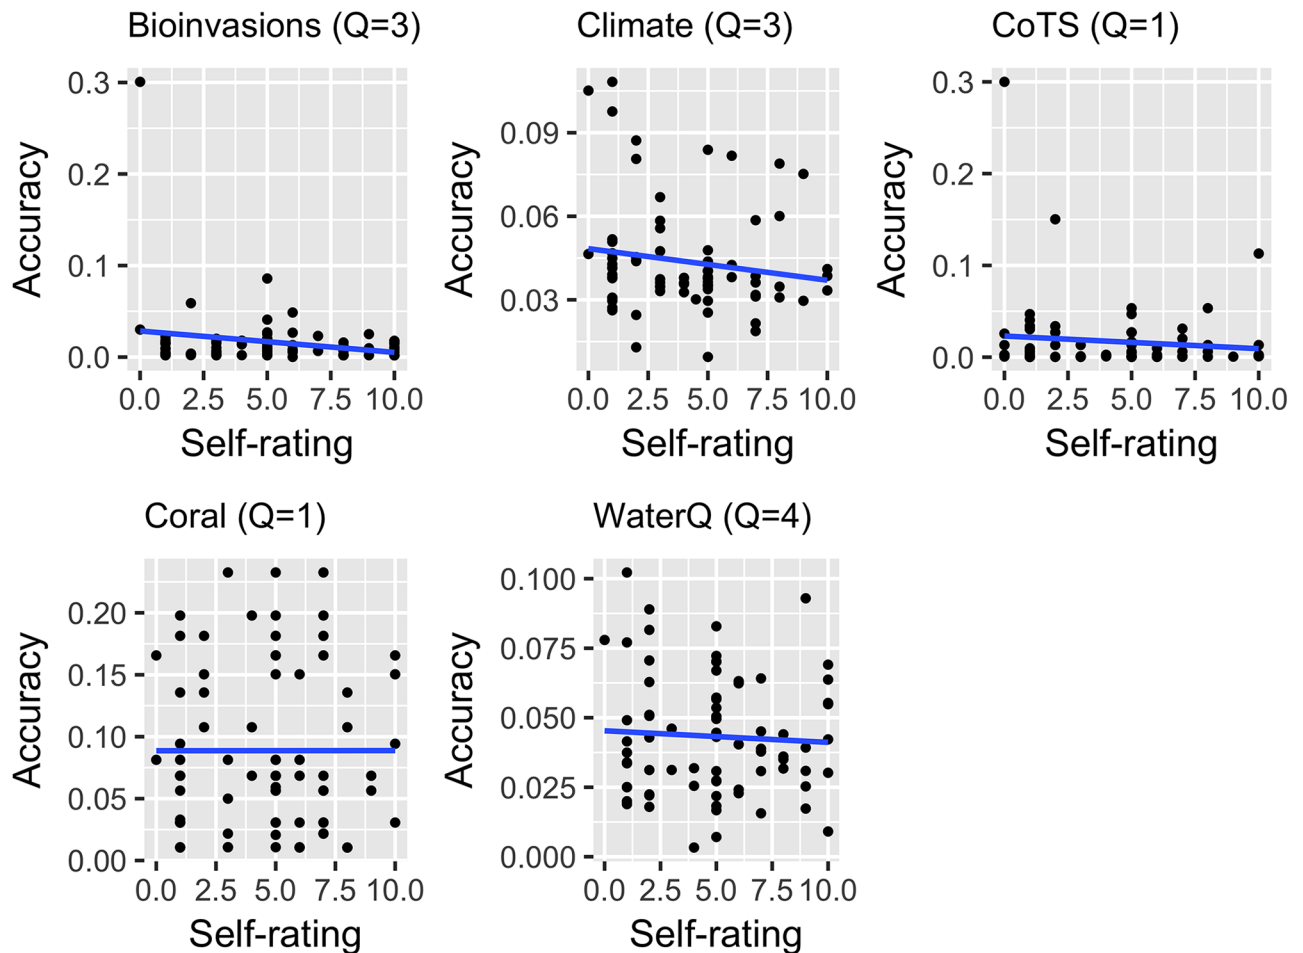 Bioinvasions (Q=3)
0.3
0.2
0.1
0.0
Accuracy
0.0 2.5 5.0 7.5 10.0
Self-rating
Climate (Q=3)
0.09
0.06
0.03
Accuracy
0.0 2.5 5.0 7.5 10.0
Self-rating
CoTS (Q=1)
0.3
0.2
0.1
0.0
Accuracy
0.0 2.5 5.0 7.5 10.0
Self-rating
Coral (Q=1)
0.20
0.15
0.10
0.05
0.00
Accuracy
0.0 2.5 5.0 7.5 10.0
Self-rating
WaterQ (Q=4)
0.100
0.075
0.050
0.025
0.000
Accuracy
0.0 2.5 5.0 7.5 10.0
Self-rating